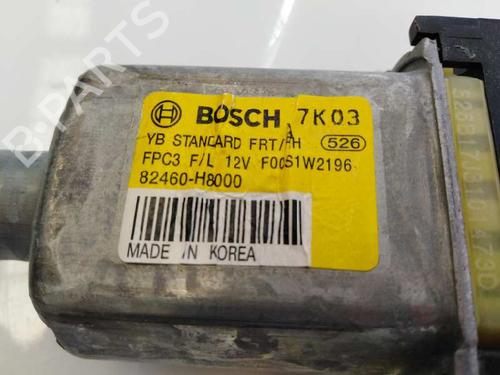 BOSCH 7K03
YB STANDARD FRT/RH 526
FPC3 F/L 12V F00S1W2196
82460-H8000
MADE IN KOREA
B-PARTS